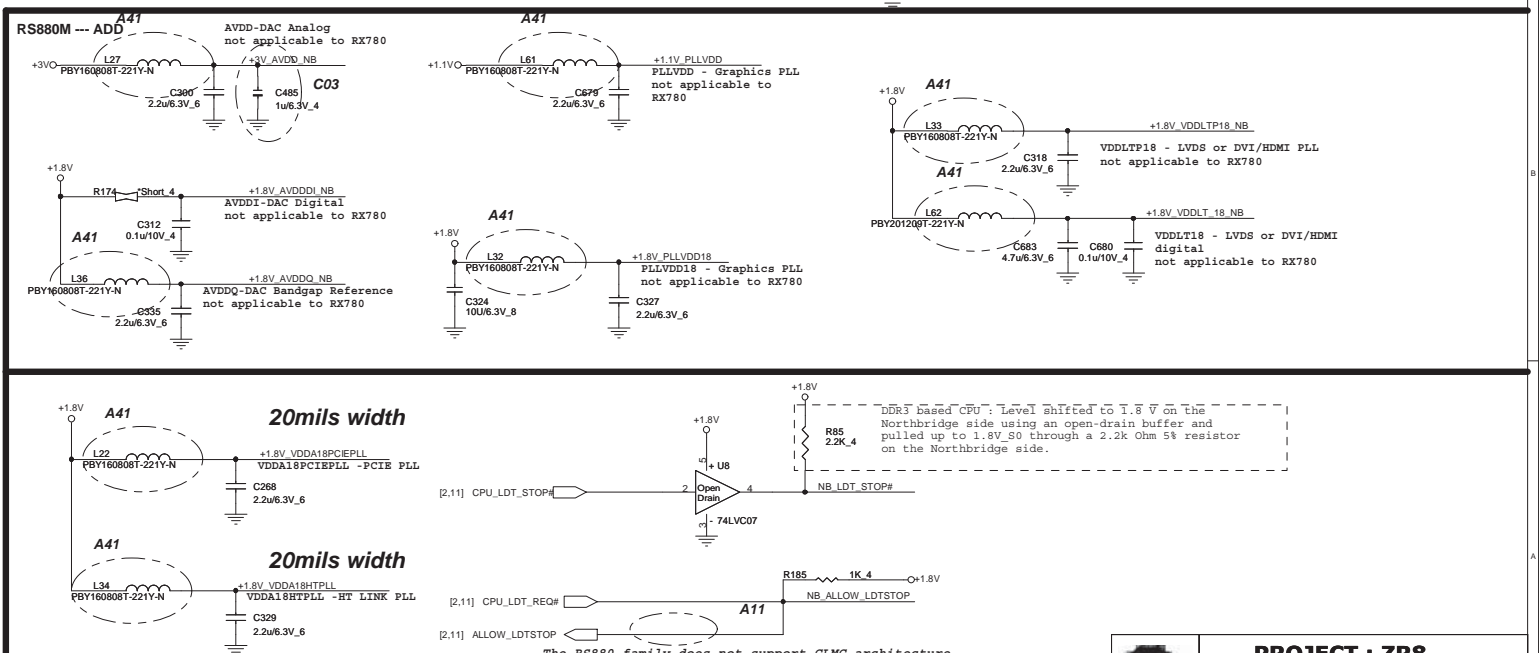 RS880M --- ADD
A41
L27
+3V
PBY160808T-221Y-N
C300
2.2u/6.3V_6
AVDD-DAC Analog
not applicable to RX780
+3V_AVDD_NB
C485
1u/6.3V_4
C03
A41
L61
+1.1V
PBY160808T-221Y-N
C679
2.2u/6.3V_6
+1.1V_PLLVDD
PLLVDD - Graphics PLL
not applicable to
RX780
+1.8V
A41
L33
PBY160808T-221Y-N
+1.8V_VDDLTP18_NB
C318
2.2u/6.3V_6
VDDLTP18 - LVDS or DVI/HDMI PLL
not applicable to RX780
A41
L62
PBY201209T-221Y-N
+1.8V_VDDLT_18_NB
C683
4.7u/6.3V_6
C680
0.1u/10V_4
VDDLT18 - LVDS or DVI/HDMI
digital
not applicable to RX780
B
+1.8V
R174
*Short_4
+1.8V_AVDDDI_NB
AVDDI-DAC Digital
not applicable to RX780
C312
0.1u/10V_4
A41
L36
PBY160808T-221Y-N
+1.8V_AVDDQ_NB
AVDDQ-DAC Bandgap Reference
not applicable to RX780
C335
2.2u/6.3V_6
+1.8V
A41
L32
PBY160808T-221Y-N
+1.8V_PLLVDD18
PLLVDD18 - Graphics PLL
not applicable to RX780
C324
10U/6.3V_8
C327
2.2u/6.3V_6
+1.8V
A41
20mils width
L22
PBY160808T-221Y-N
+1.8V_VDDA18PCIEPLL
VDDA18PCIEPLL -PCIE PLL
C268
2.2u/6.3V_6
A41
20mils width
L34
PBY160808T-221Y-N
+1.8V_VDDA18HTPLL
VDDA18HTPLL -HT LINK PLL
C329
2.2u/6.3V_6
+1.8V
+1.8V
R85
2.2K_4
DDR3 based CPU : Level shifted to 1.8 V on the
Northbridge side using an open-drain buffer and
pulled up to 1.8V_S0 through a 2.2k Ohm 5% resistor
on the Northbridge side.
5
+ U8
[2,11] CPU_LDT_STOP#
2
Open
Drain
4
NB_LDT_STOP#
3
- 74LVC07
R185
1K_4
+1.8V
[2,11] CPU_LDT_REQ#
NB_ALLOW_LDTSTOP
A11
[2,11] ALLOW_LDTSTOP
The RS880 family does not support CLMC architecture
A
PROJECT : ZR8